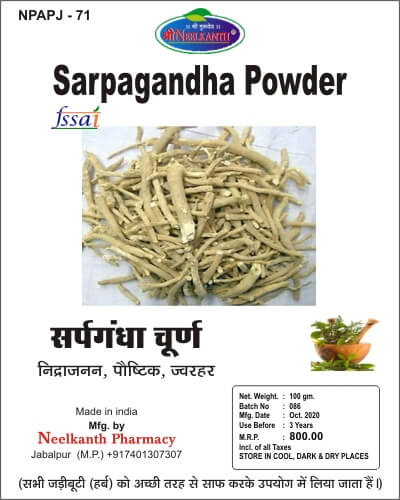 NPAPJ - 71
॥ श्री गुरूदेव ॥
श्री NEELKANTH
Sarpagandha Powder
fssai
सर्पगंधा चूर्ण
निद्राजनन, पौष्टिक, ज्वरहर
Made in india
Mfg. by
Neelkanth Pharmacy
Jabalpur (M.P.) +917401307307
Net. Weight. : 100 gm.
Batch No : 086
Mfg. Date : Oct. 2020
Use Before : 3 Years
M.R.P. : 800.00
Incl. of all Taxes
STORE IN COOL, DARK & DRY PLACES
(सभी जड़ीबूटी (हर्ब) को अच्छी तरह से साफ करके उपयोग में लिया जाता हैं।)